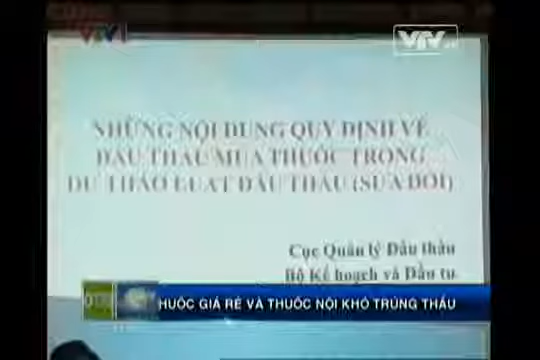 VTV1
VTV
NHỮNG NỘI DUNG QUY ĐỊNH VỀ
ĐẤU THẦU MUA THUỐC TRONG
DỰ THẢO LUẬT ĐẤU THẦU (SỬA ĐỔI)
Cục Quản lý Đấu thầu
Bộ Kế hoạch và Đầu tư
HUỐC GIÁ RẺ VÀ THUỐC NỘI KHÓ TRÚNG THẦU